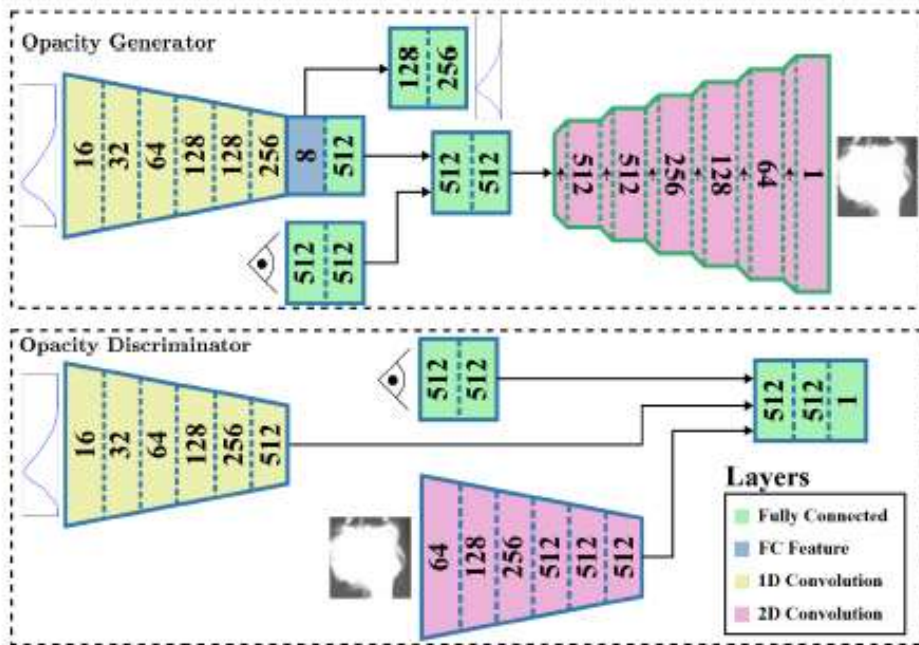 Opacity Generator
16 32 64 128 128 256 8 512
128 256
512 512
512 512
512 512 256 128 64 1
Opacity Discriminator
16 32 64 128 256 512
512 512
64 128 256 512 512 512
512 512 1
Layers
Fully Connected
FC Feature
1D Convolution
2D Convolution